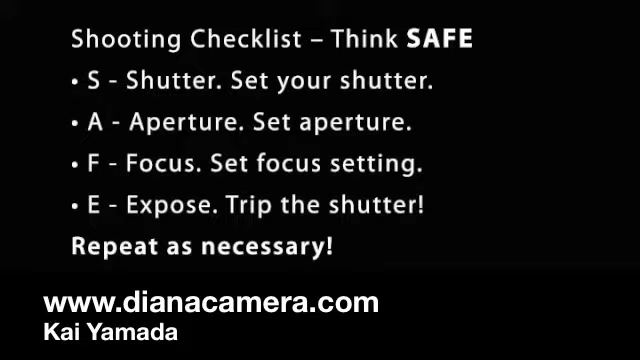 Shooting Checklist – Think SAFE
• S - Shutter. Set your shutter.
• A - Aperture. Set aperture.
• F - Focus. Set focus setting.
• E - Expose. Trip the shutter!
Repeat as necessary!
www.dianacamera.com
Kai Yamada